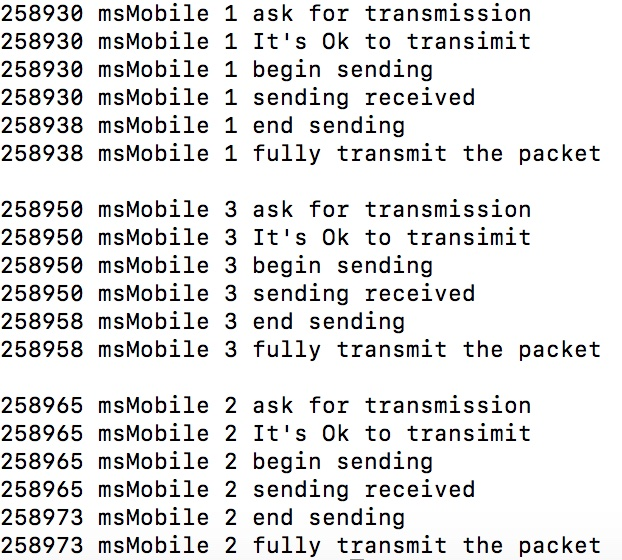 258930 msMobile 1 ask for transmission
258930 msMobile 1 It's Ok to transimit
258930 msMobile 1 begin sending
258930 msMobile 1 sending received
258938 msMobile 1 end sending
258938 msMobile 1 fully transmit the packet
258950 msMobile 3 ask for transmission
258950 msMobile 3 It's Ok to transimit
258950 msMobile 3 begin sending
258950 msMobile 3 sending received
258958 msMobile 3 end sending
258958 msMobile 3 fully transmit the packet
258965 msMobile 2 ask for transmission
258965 msMobile 2 It's Ok to transimit
258965 msMobile 2 begin sending
258965 msMobile 2 sending received
258973 msMobile 2 end sending
258973 msMobile 2 fully transmit the packet